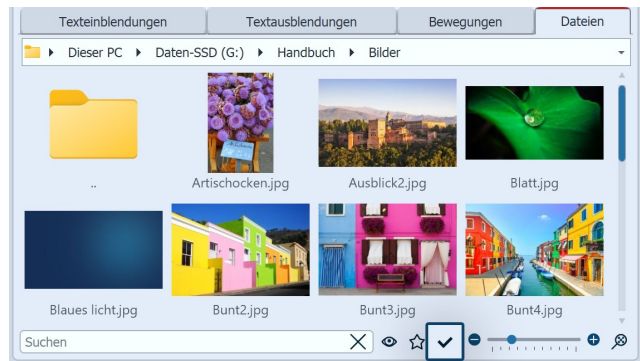 Texteinblendungen Textausblendungen Bewegungen Dateien
Dieser PC Daten-SSD (G:) Handbuch Bilder
.. Artischocken.jpg Ausblick2.jpg Blatt.jpg
Blaues licht.jpg Bunt2.jpg Bunt3.jpg Bunt4.jpg
Suchen